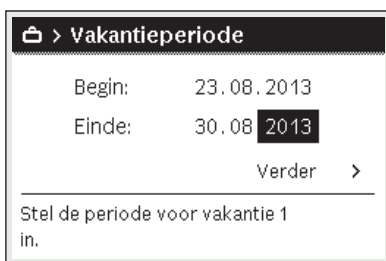 > Vakantieperiode
Begin: 23.08.2013
Einde: 30.08 2013
Verder >
Stel de periode voor vakantie 1
in.